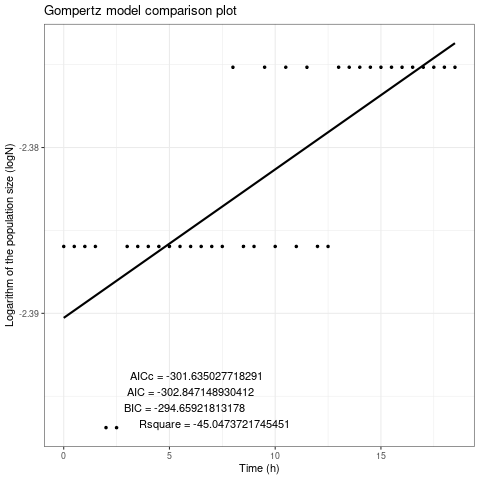 Gompertz model comparison plot
Logarithm of the population size (logN)
-2.38
-2.39
AICc = -301.635027718291
AIC = -302.847148930412
BIC = -294.65921813178
Rsquare = -45.0473721745451
0 5 10 15
Time (h)